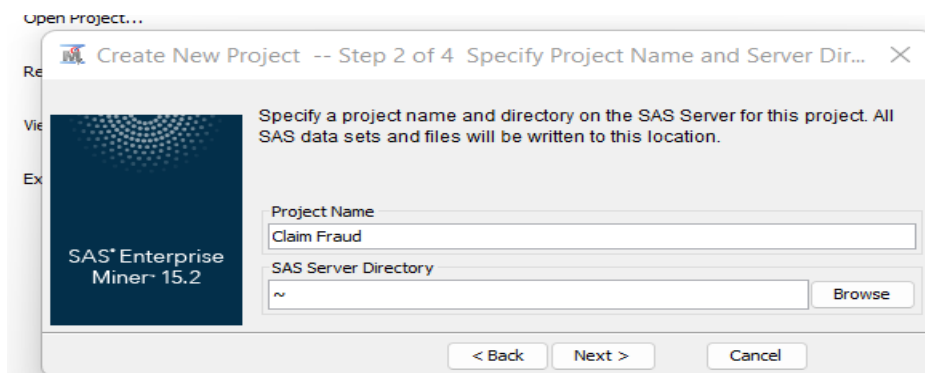 Open Project...
Create New Project -- Step 2 of 4 Specify Project Name and Server Dir...
Re
Specify a project name and directory on the SAS Server for this project. All
SAS data sets and files will be written to this location.
Vie
Ex
Project Name
Claim Fraud
SAS® Enterprise
Miner™ 15.2
SAS Server Directory
~
Browse
< Back
Next >
Cancel